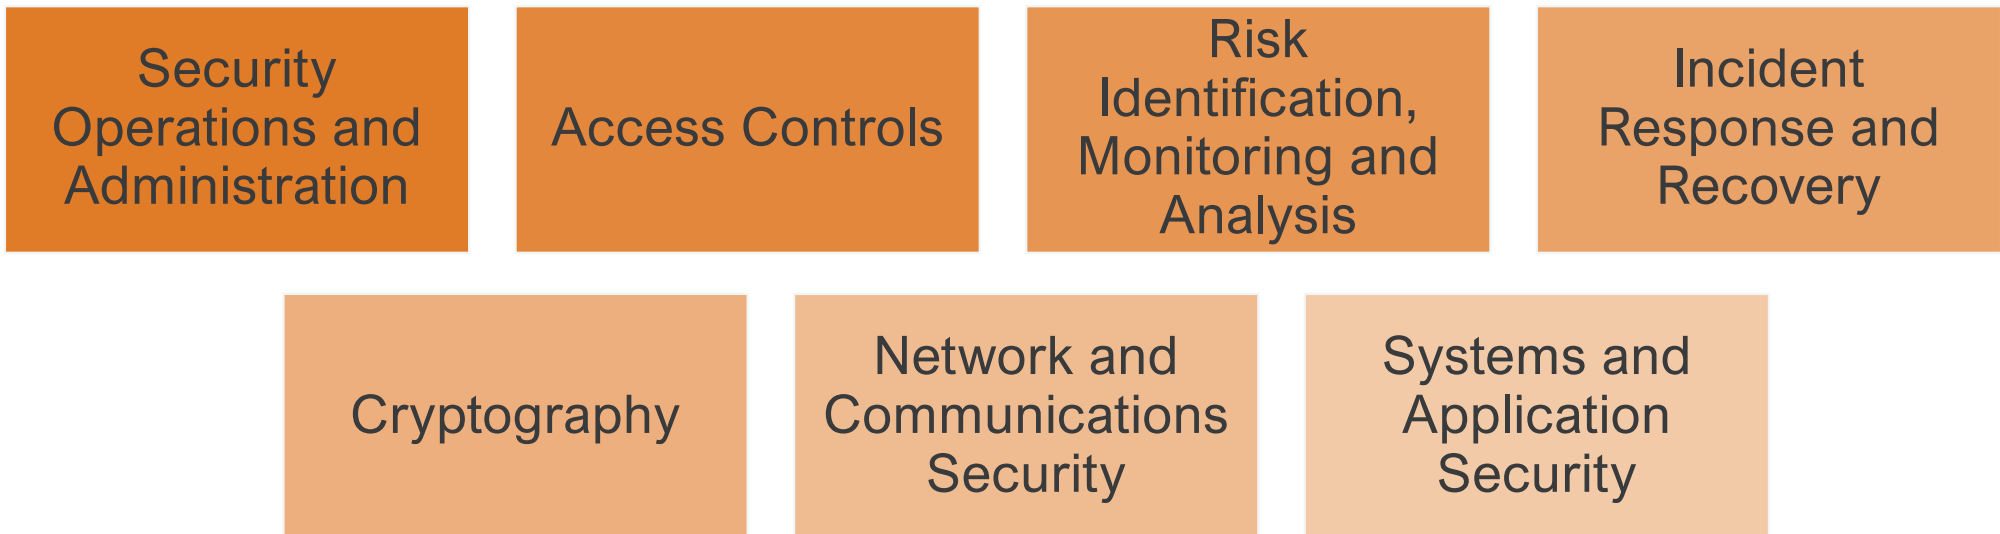 Security
Operations and
Administration
Access Controls
Risk
Identification,
Monitoring and
Analysis
Incident
Response and
Recovery
Cryptography
Network and
Communications
Security
Systems and
Application
Security